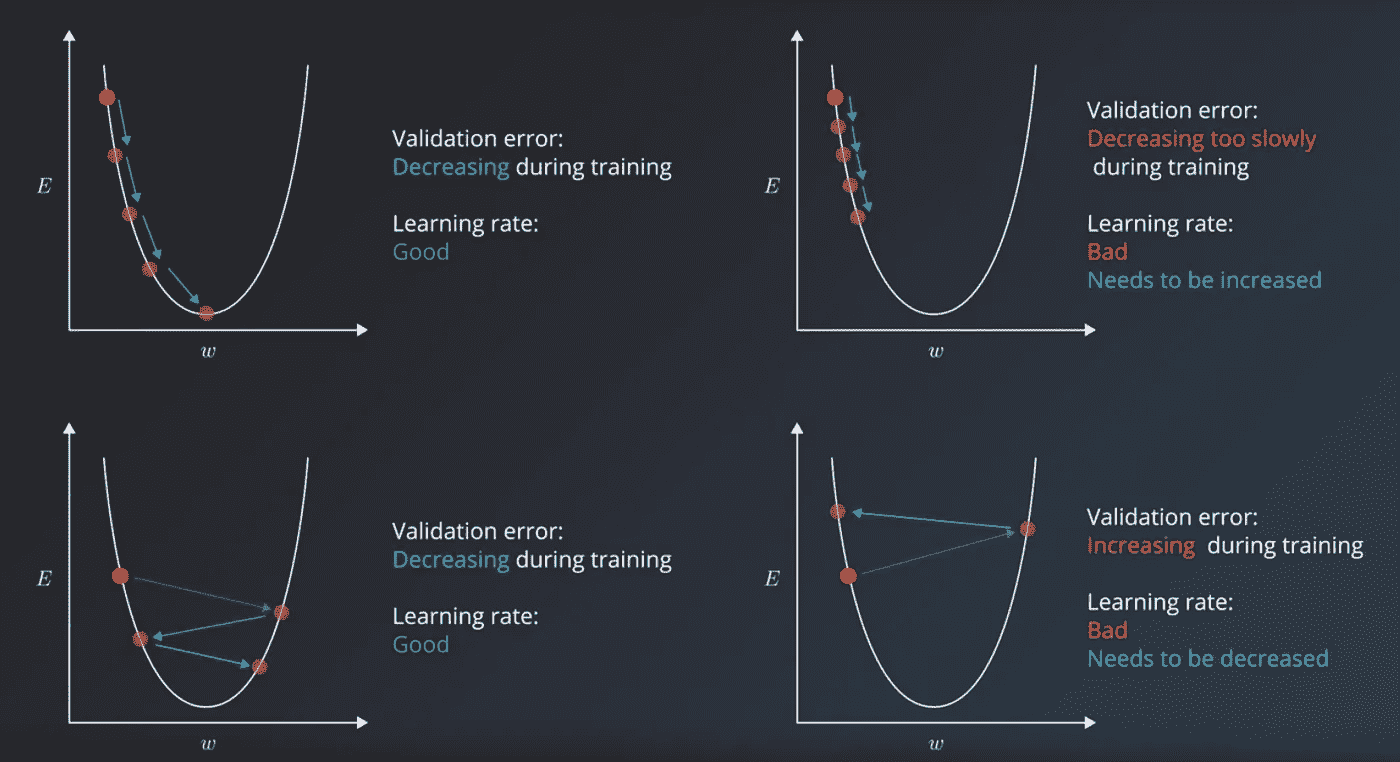 E
w
Validation error:
Decreasing during training
Learning rate:
Good
E
w
Validation error:
Decreasing too slowly
during training
Learning rate:
Bad
Needs to be increased
E
w
Validation error:
Decreasing during training
Learning rate:
Good
E
w
Validation error:
Increasing during training
Learning rate:
Bad
Needs to be decreased